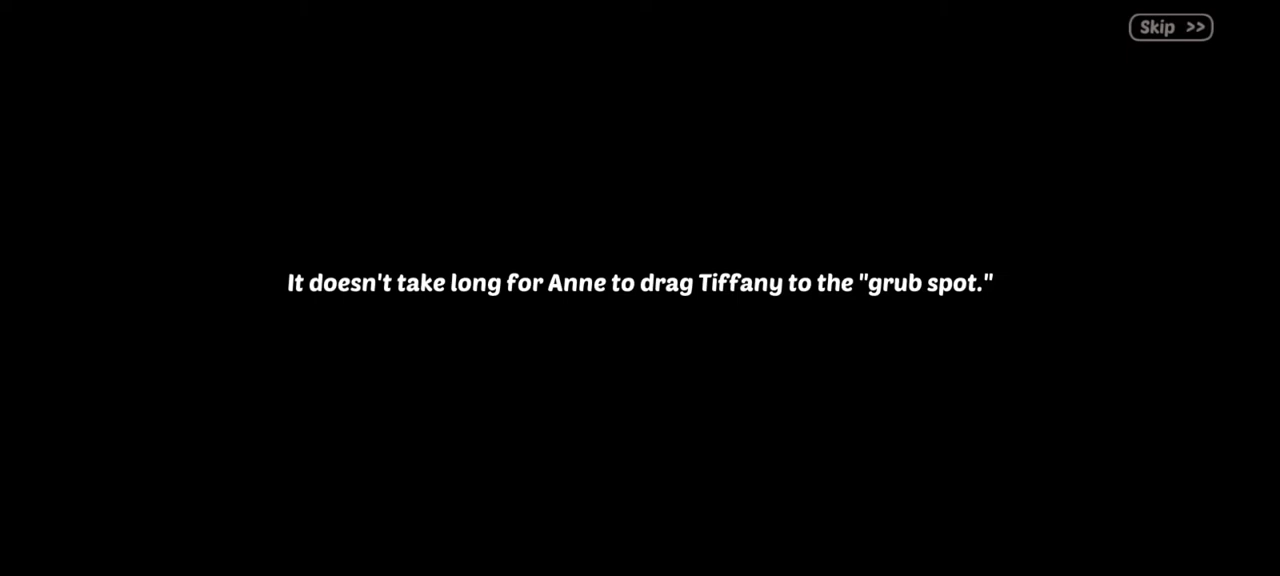 Skip >>
It doesn't take long for Anne to drag Tiffany to the "grub spot."